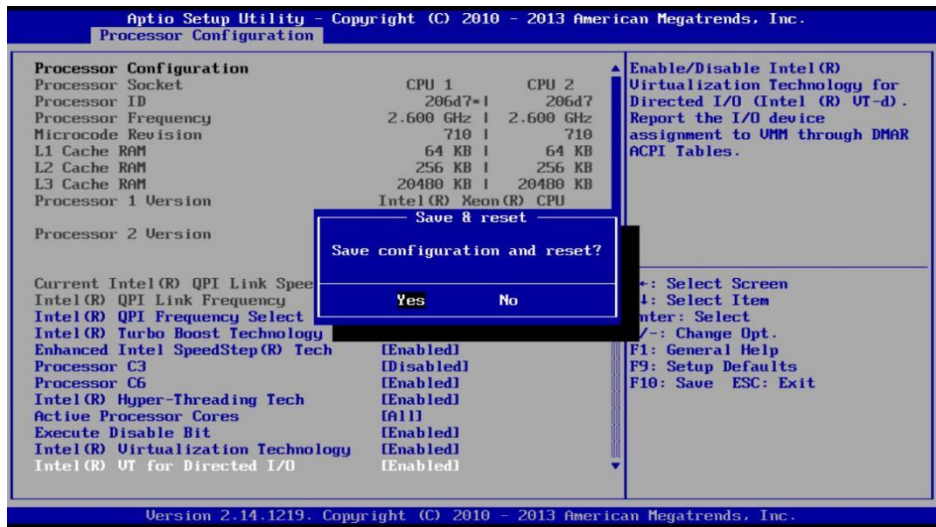 Aptio Setup Utility - Copyright (C) 2010 - 2013 American Megatrends, Inc.
Processor Configuration
Processor Configuration
Processor Socket CPU 1 CPU 2
Processor ID 206d7* | 206d7
Processor Frequency 2.600 GHz | 2.600 GHz
Microcode Revision 710 | 710
L1 Cache RAM 64 KB | 64 KB
L2 Cache RAM 256 KB | 256 KB
L3 Cache RAM 20480 KB | 20480 KB
Processor 1 Version Intel(R) Xeon(R) CPU
Processor 2 Version
Current Intel(R) QPI Link Spee
Intel(R) QPI Link Frequency
Intel(R) QPI Frequency Select
Intel(R) Turbo Boost Technology
Enhanced Intel SpeedStep(R) Tech [Enabled]
Processor C3 [Disabled]
Processor C6 [Enabled]
Intel(R) Hyper-Threading Tech [Enabled]
Active Processor Cores [All]
Execute Disable Bit [Enabled]
Intel(R) Virtualization Technology [Enabled]
Intel(R) VT for Directed I/O [Enabled]
Save & reset
Save configuration and reset?
Yes No
Enable/Disable Intel(R)
Virtualization Technology for
Directed I/O (Intel (R) VT-d).
Report the I/O device
assignment to VMM through DMAR
ACPI Tables.
←: Select Screen
↓: Select Item
nter: Select
/-: Change Opt.
F1: General Help
F9: Setup Defaults
F10: Save ESC: Exit
Version 2.14.1219. Copyright (C) 2010 - 2013 American Megatrends, Inc.